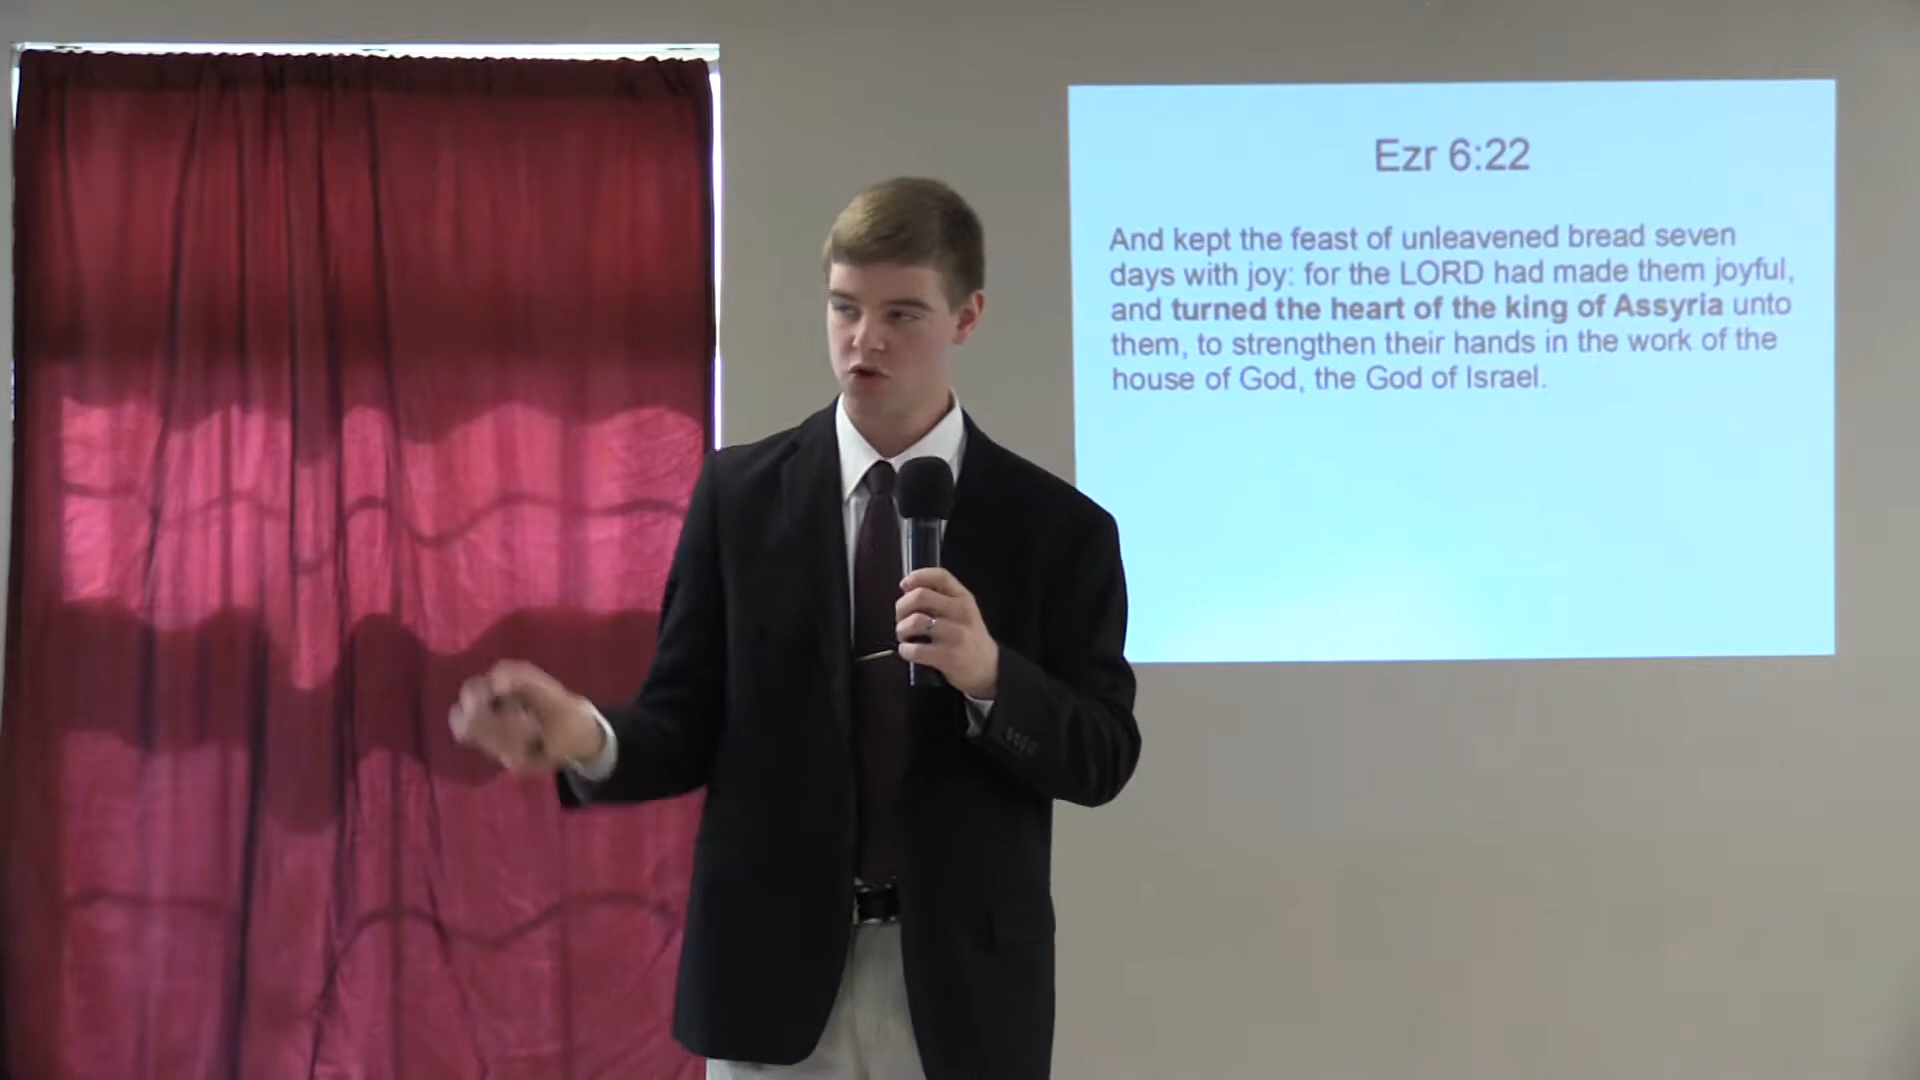 Ezr 6:22
And kept the feast of unleavened bread seven
days with joy: for the LORD had made them joyful,
and turned the heart of the king of Assyria unto
them, to strengthen their hands in the work of the
house of God, the God of Israel.